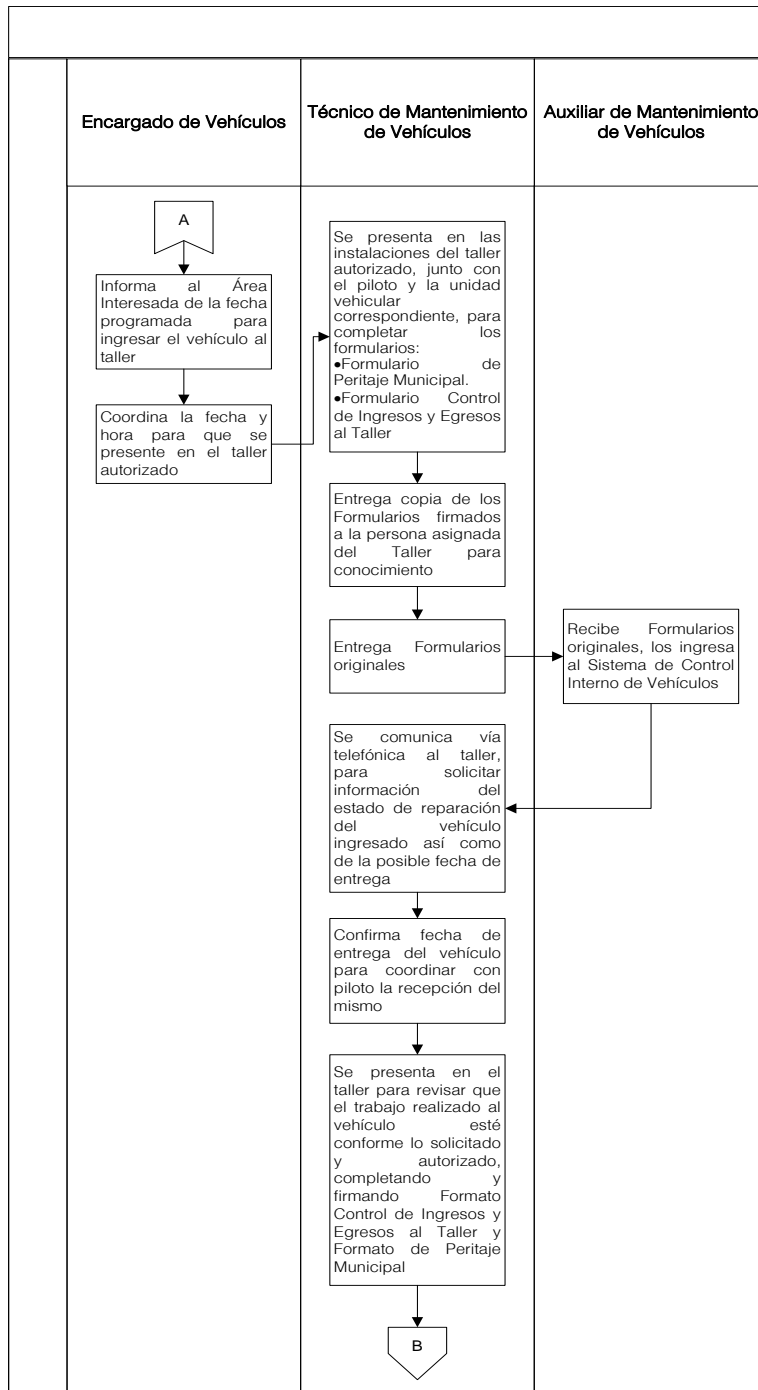 Encargado de Vehículos
Técnico de Mantenimiento
de Vehículos
Auxiliar de Mantenimiento
de Vehículos
A
Informa al Área
Interesada de la fecha
programada para
ingresar el vehículo al
taller
Coordina la fecha y
hora para que se
presente en el taller
autorizado
Se presenta en las
instalaciones del taller
autorizado, junto con
el piloto y la unidad
vehicular
correspondiente, para
completar los
formularios:
•Formulario de
Peritaje Municipal.
•Formulario Control
de Ingresos y Egresos
al Taller
Entrega copia de los
Formularios firmados
a la persona asignada
del Taller para
conocimiento
Entrega Formularios
originales
Recibe Formularios
originales, los ingresa
al Sistema de Control
Interno de Vehículos
Se comunica vía
telefónica al taller,
para solicitar
información del
estado de reparación
del vehículo
ingresado así como
de la posible fecha de
entrega
Confirma fecha de
entrega del vehículo
para coordinar con
piloto la recepción del
mismo
Se presenta en el
taller para revisar que
el trabajo realizado al
vehículo esté
conforme lo solicitado
y autorizado,
completando y
firmando Formato
Control de Ingresos y
Egresos al Taller y
Formato de Peritaje
Municipal
B